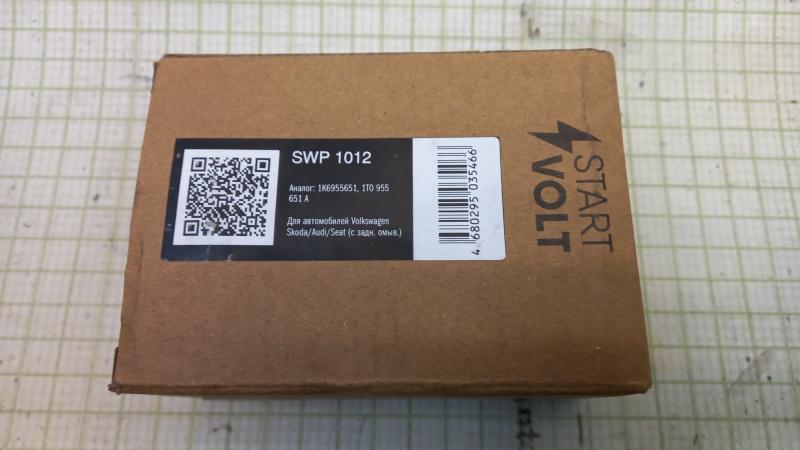 SWP 1012
Аналог: 1K6955651, 1TO 955
651 A
Для автомобилей Volkswagen
Skoda/Audi/Seat (с задн. омыв.)
4 680295 035466
START
VOLT